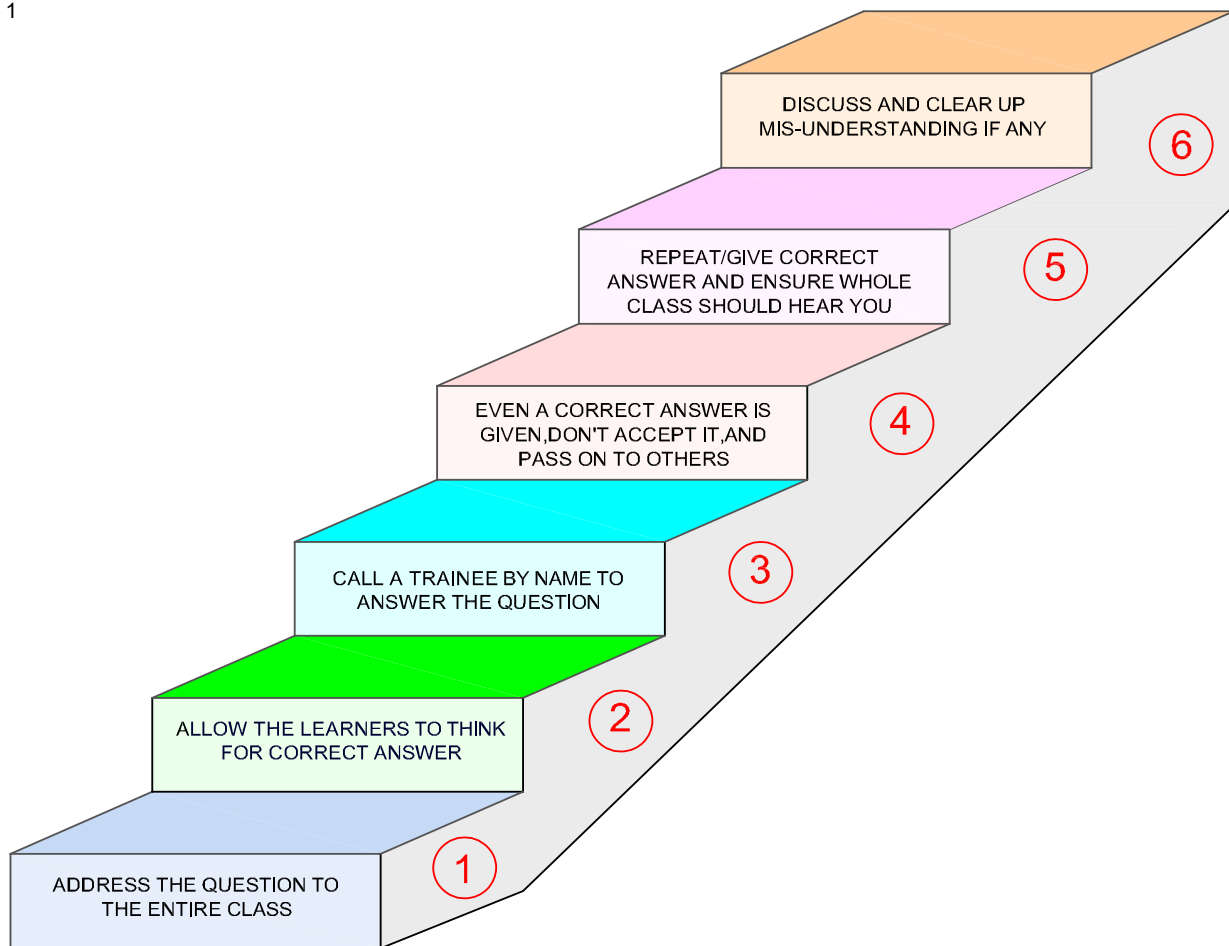 1
DISCUSS AND CLEAR UP
MIS-UNDERSTANDING IF ANY
6
REPEAT/GIVE CORRECT
ANSWER AND ENSURE WHOLE
CLASS SHOULD HEAR YOU
5
EVEN A CORRECT ANSWER IS
GIVEN,DON'T ACCEPT IT,AND
PASS ON TO OTHERS
4
CALL A TRAINEE BY NAME TO
ANSWER THE QUESTION
3
ALLOW THE LEARNERS TO THINK
FOR CORRECT ANSWER
2
ADDRESS THE QUESTION TO
THE ENTIRE CLASS
1